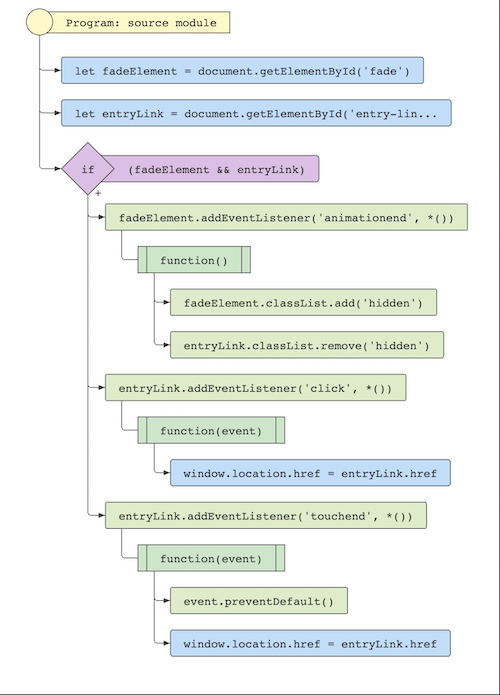 Program: source module
let fadeElement = document.getElementById('fade')
let entryLink = document.getElementById('entry-lin...
if (fadeElement && entryLink)
+
fadeElement.addEventListener('animationend', *())
function()
fadeElement.classList.add('hidden')
entryLink.classList.remove('hidden')
entryLink.addEventListener('click', *())
function(event)
window.location.href = entryLink.href
entryLink.addEventListener('touchend', *())
function(event)
event.preventDefault()
window.location.href = entryLink.href